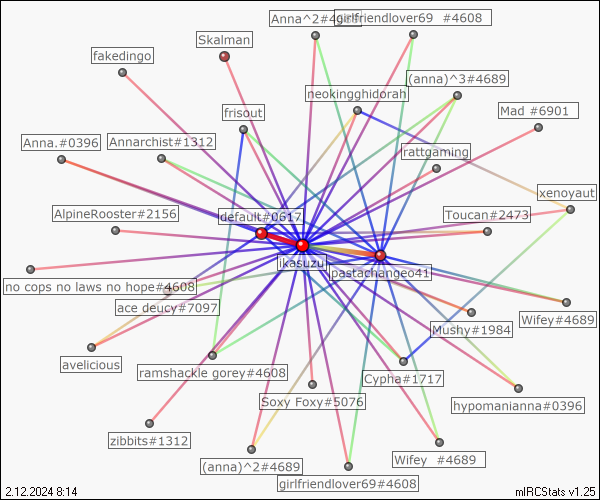 Anna^2#4689
girlfriendlover69  #4608
Skalman
fakedingo
(anna)^3#4689
neokingghidorah
Mad #6901
frisout
Anna.#0396
Annarchist#1312
rattgaming
xenoyaut
AlpineRooster#2156
default#0617
Toucan#2473
ikasuzu
pastachangeo41
no cops no laws no hope#4608
ace deucy#7097
Wifey#4689
Mushy#1984
avelicious
ramshackle gorey#4608
Cypha#1717
Soxy Foxy#5076
hypomanianna#0396
zibbits#1312
(anna)^2#4689
Wifey  #4689
girlfriendlover69#4608
2.12.2024 8:14
mIRCStats v1.25